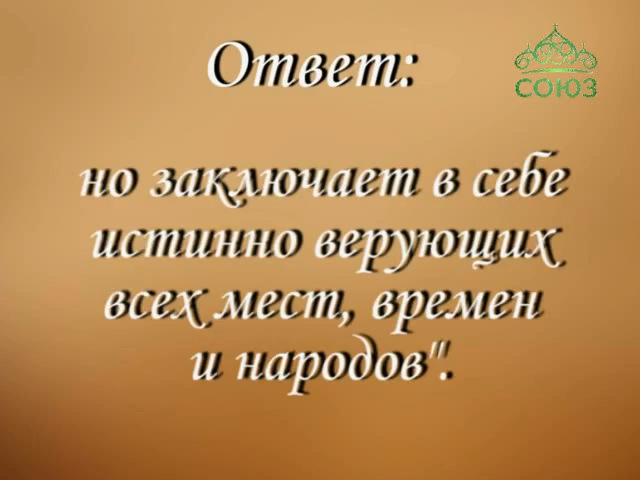 Ответ:
СОЮЗ
но заключает в себе
истинно верующих
всех мест, времен
и народов".